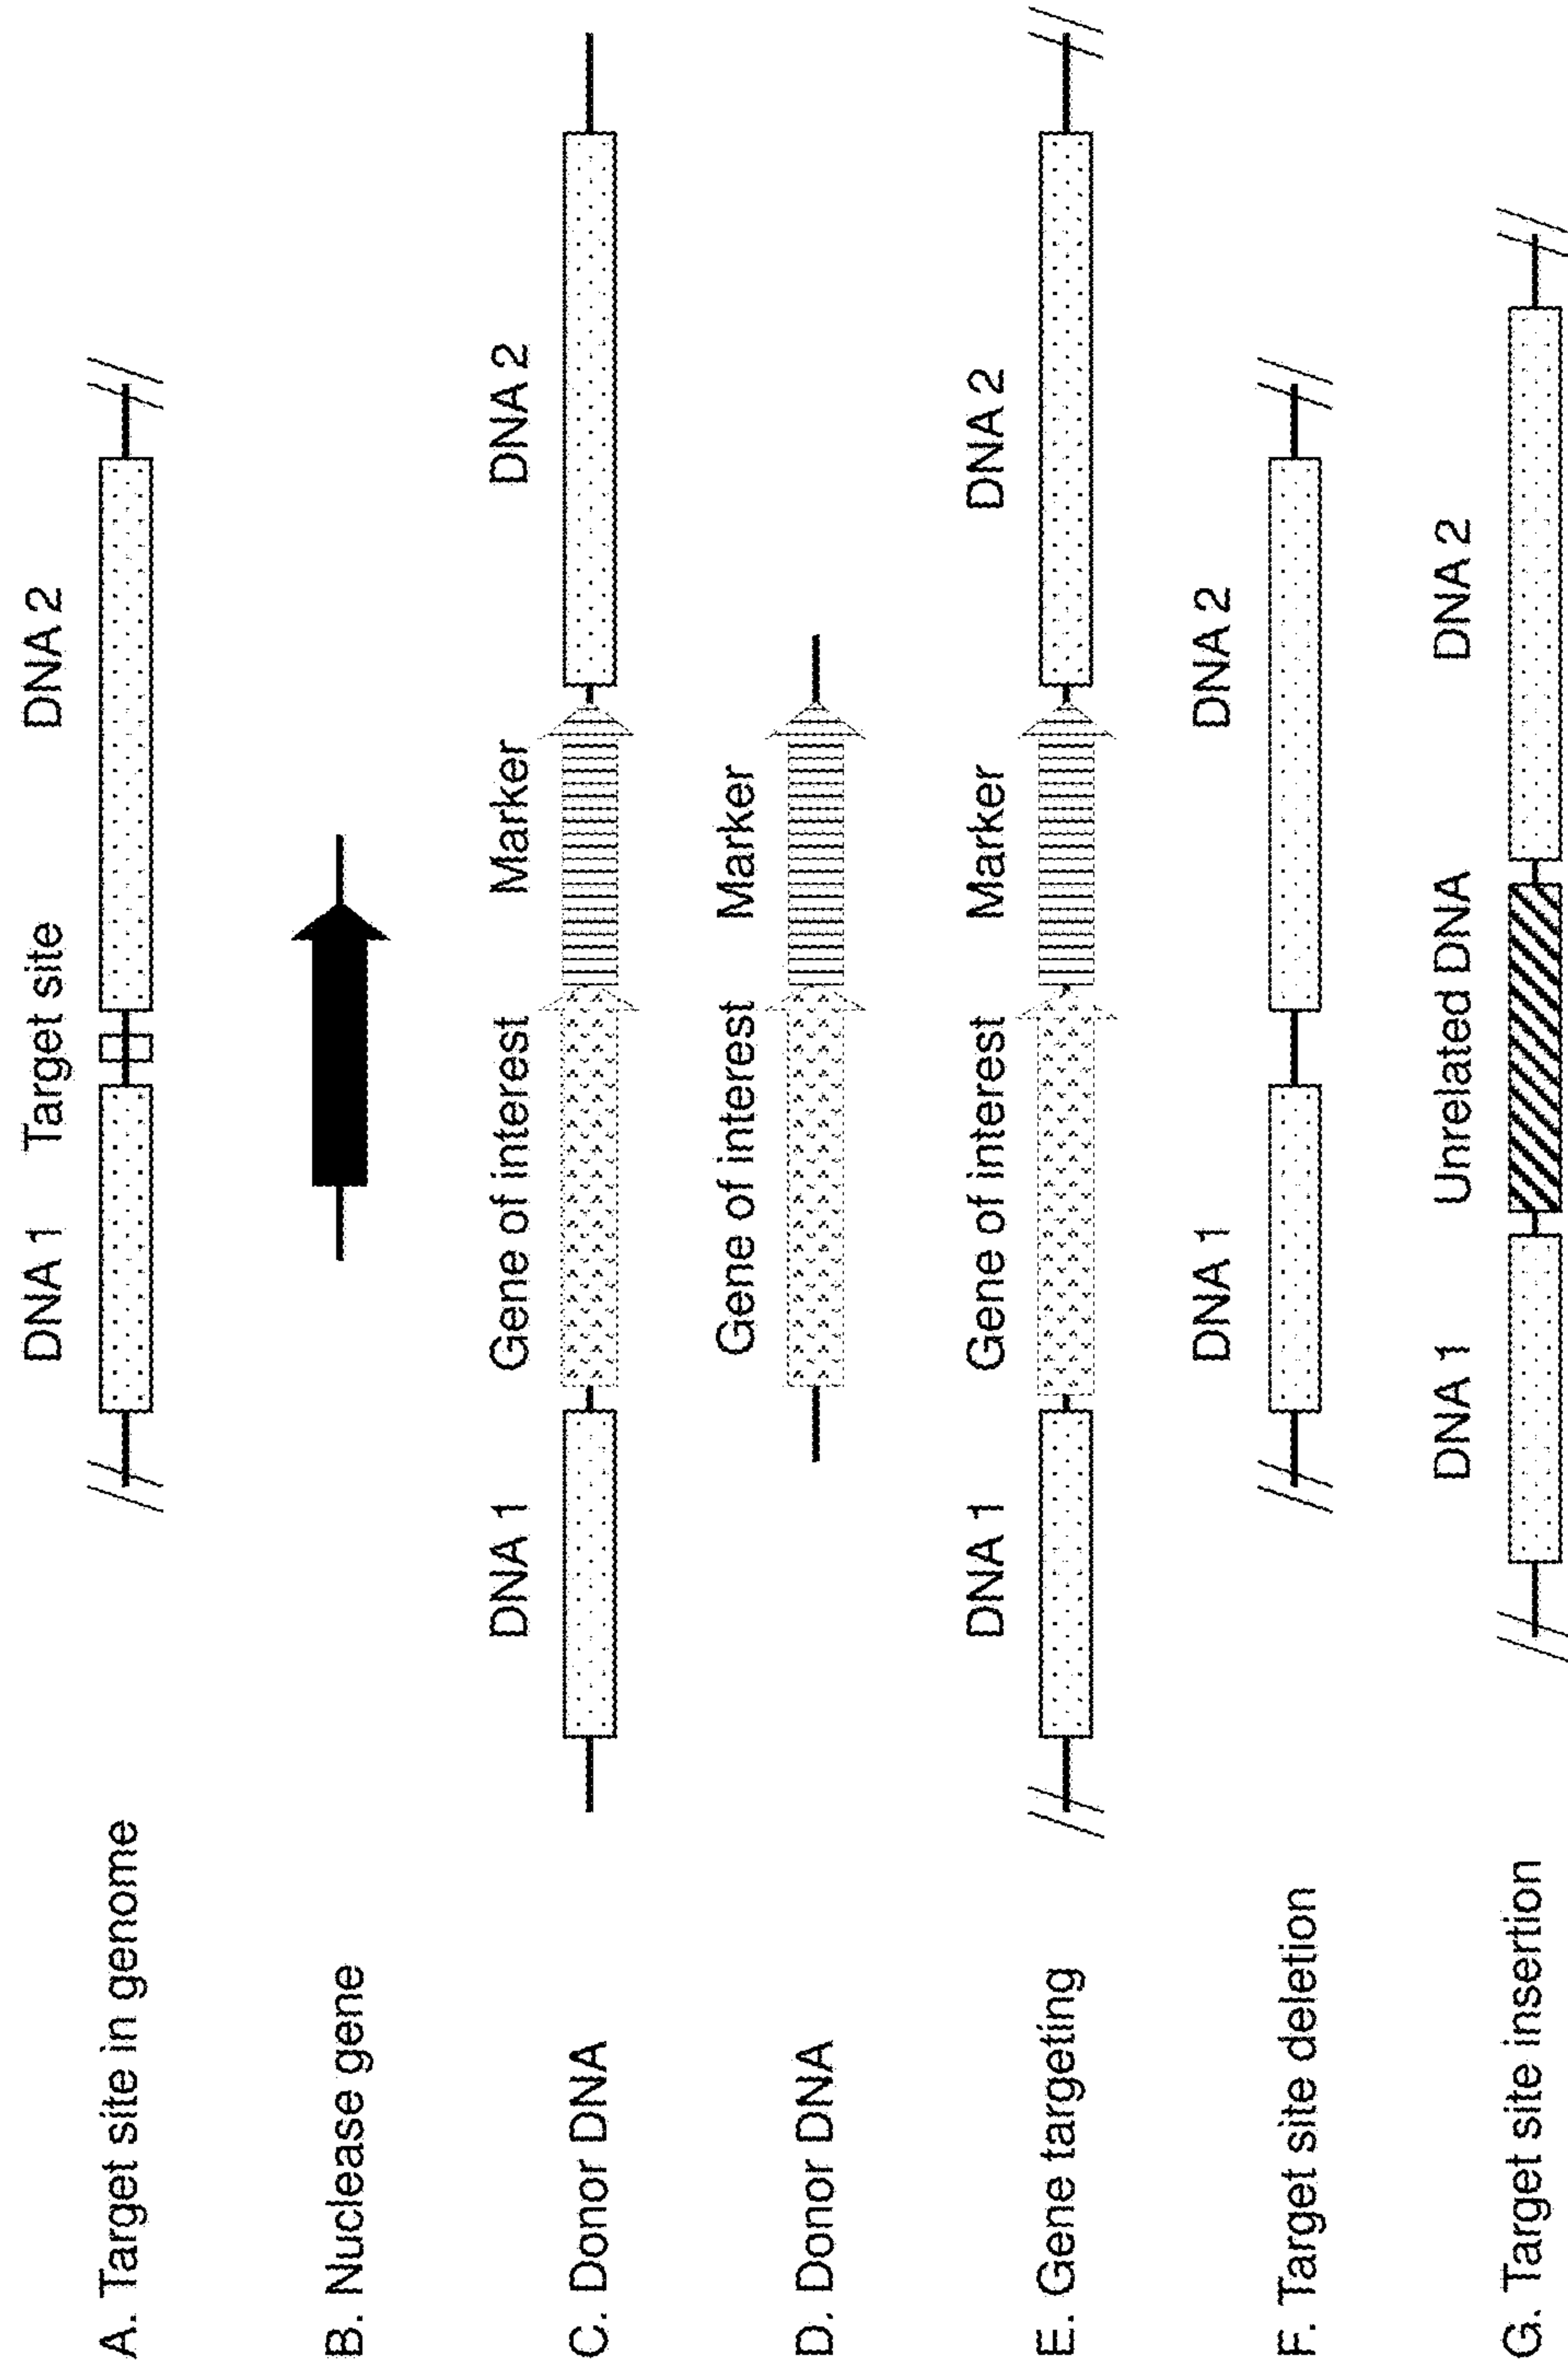 DNA 1 Target site DNA 2
A. Target site in genome
B. Nuclease gene
DNA 1 Gene of interest Marker DNA 2
C. Donor DNA
Gene of interest Marker
D. Donor DNA
DNA 1 Gene of interest Marker DNA 2
E. Gene targeting
DNA 1 DNA 2
F. Target site deletion
DNA 1 Unrelated DNA DNA 2
G. Target site insertion